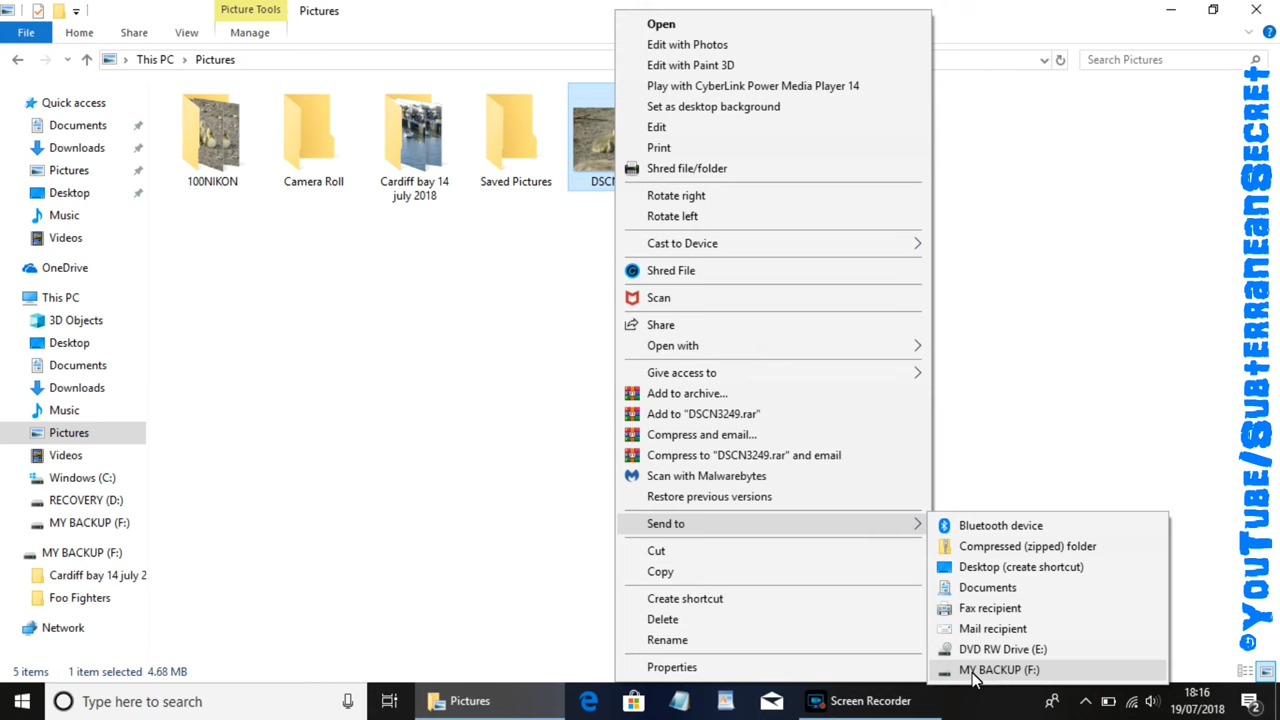 Picture Tools
Pictures
File
Home
Share
View
Manage
This PC
Pictures
Search Pictures
Quick access
Documents
Downloads
Pictures
Desktop
Music
Videos
OneDrive
This PC
3D Objects
Desktop
Documents
Downloads
Music
Pictures
Videos
Windows (C:)
RECOVERY (D:)
MY BACKUP (F:)
MY BACKUP (F:)
Cardiff bay 14 july 2
Foo Fighters
Network
100NIKON
Camera Roll
Cardiff bay 14
july 2018
Saved Pictures
DSCN
Open
Edit with Photos
Edit with Paint 3D
Play with CyberLink Power Media Player 14
Set as desktop background
Edit
Print
Shred file/folder
Rotate right
Rotate left
Cast to Device
Shred File
Scan
Share
Open with
Give access to
Add to archive...
Add to "DSCN3249.rar"
Compress and email...
Compress to "DSCN3249.rar" and email
Scan with Malwarebytes
Restore previous versions
Send to
Cut
Copy
Create shortcut
Delete
Rename
Properties
Bluetooth device
Compressed (zipped) folder
Desktop (create shortcut)
Documents
Fax recipient
Mail recipient
DVD RW Drive (E:)
MY BACKUP (F:)
©YouTube/SubterraneanSecret
5 items
1 item selected 4.68 MB
Type here to search
Pictures
Screen Recorder
18:16
19/07/2018
2